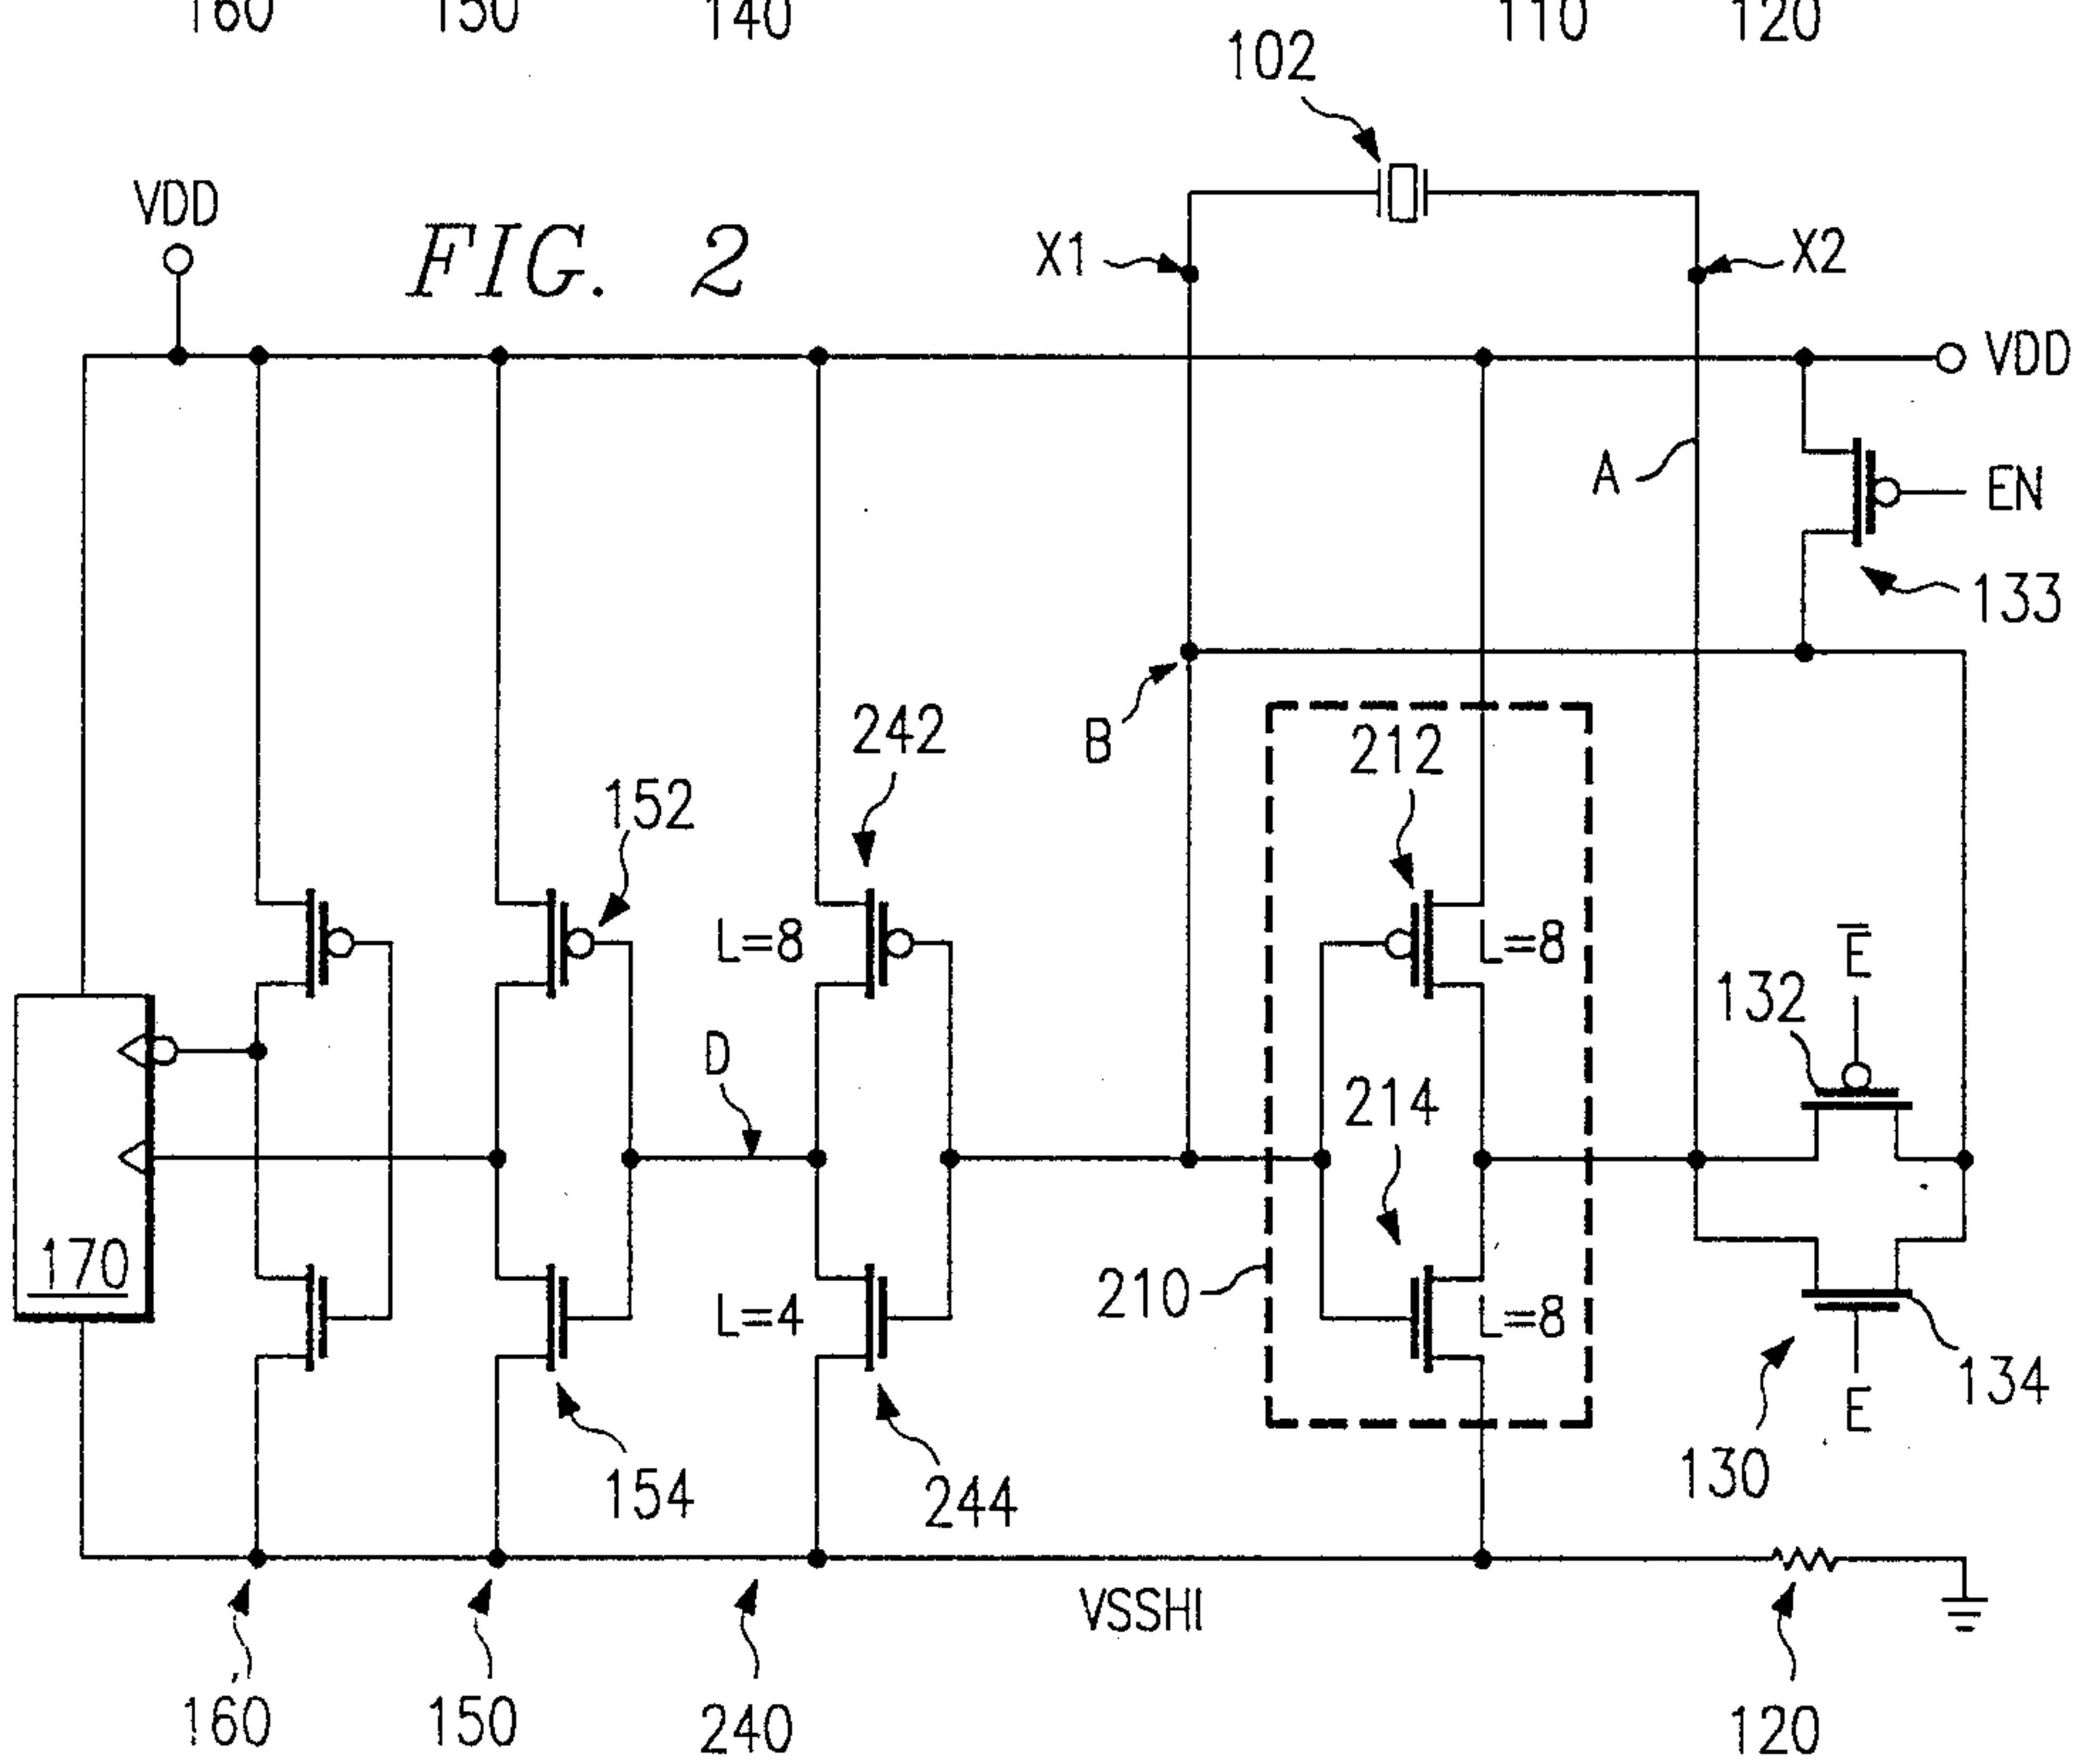 160 150 140 110 120
102
VDD
FIG. 2
X1
X2
VDD
A
EN
133
B
242
212
152
L=8
L=8
E̅
132
D
214
170
210
L=4
L=8
134
E
130
154
244
VSSHI
160
150
240
120